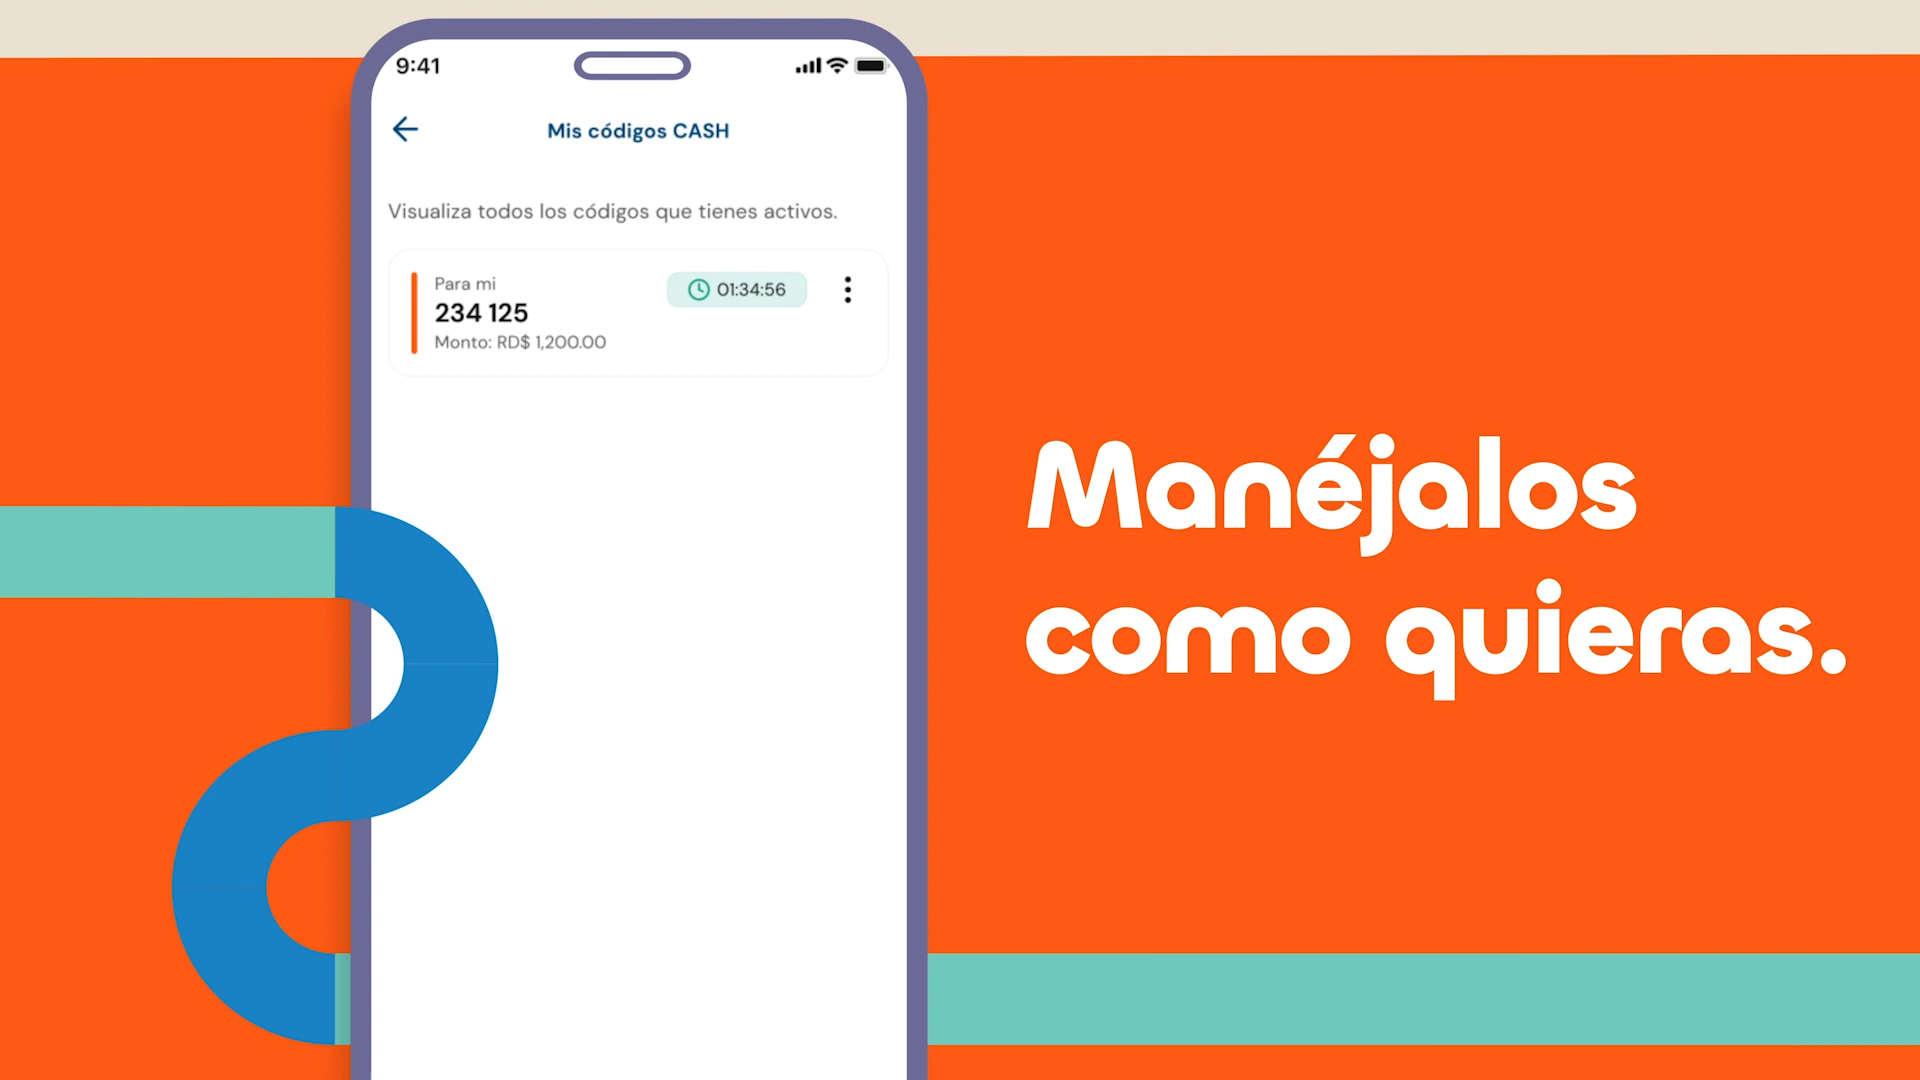 9:41
Mis códigos CASH
Visualiza todos los códigos que tienes activos.
Para mi
01:34:56
234 125
Monto: RD$ 1,200.00
Manéjalos
como quieras.